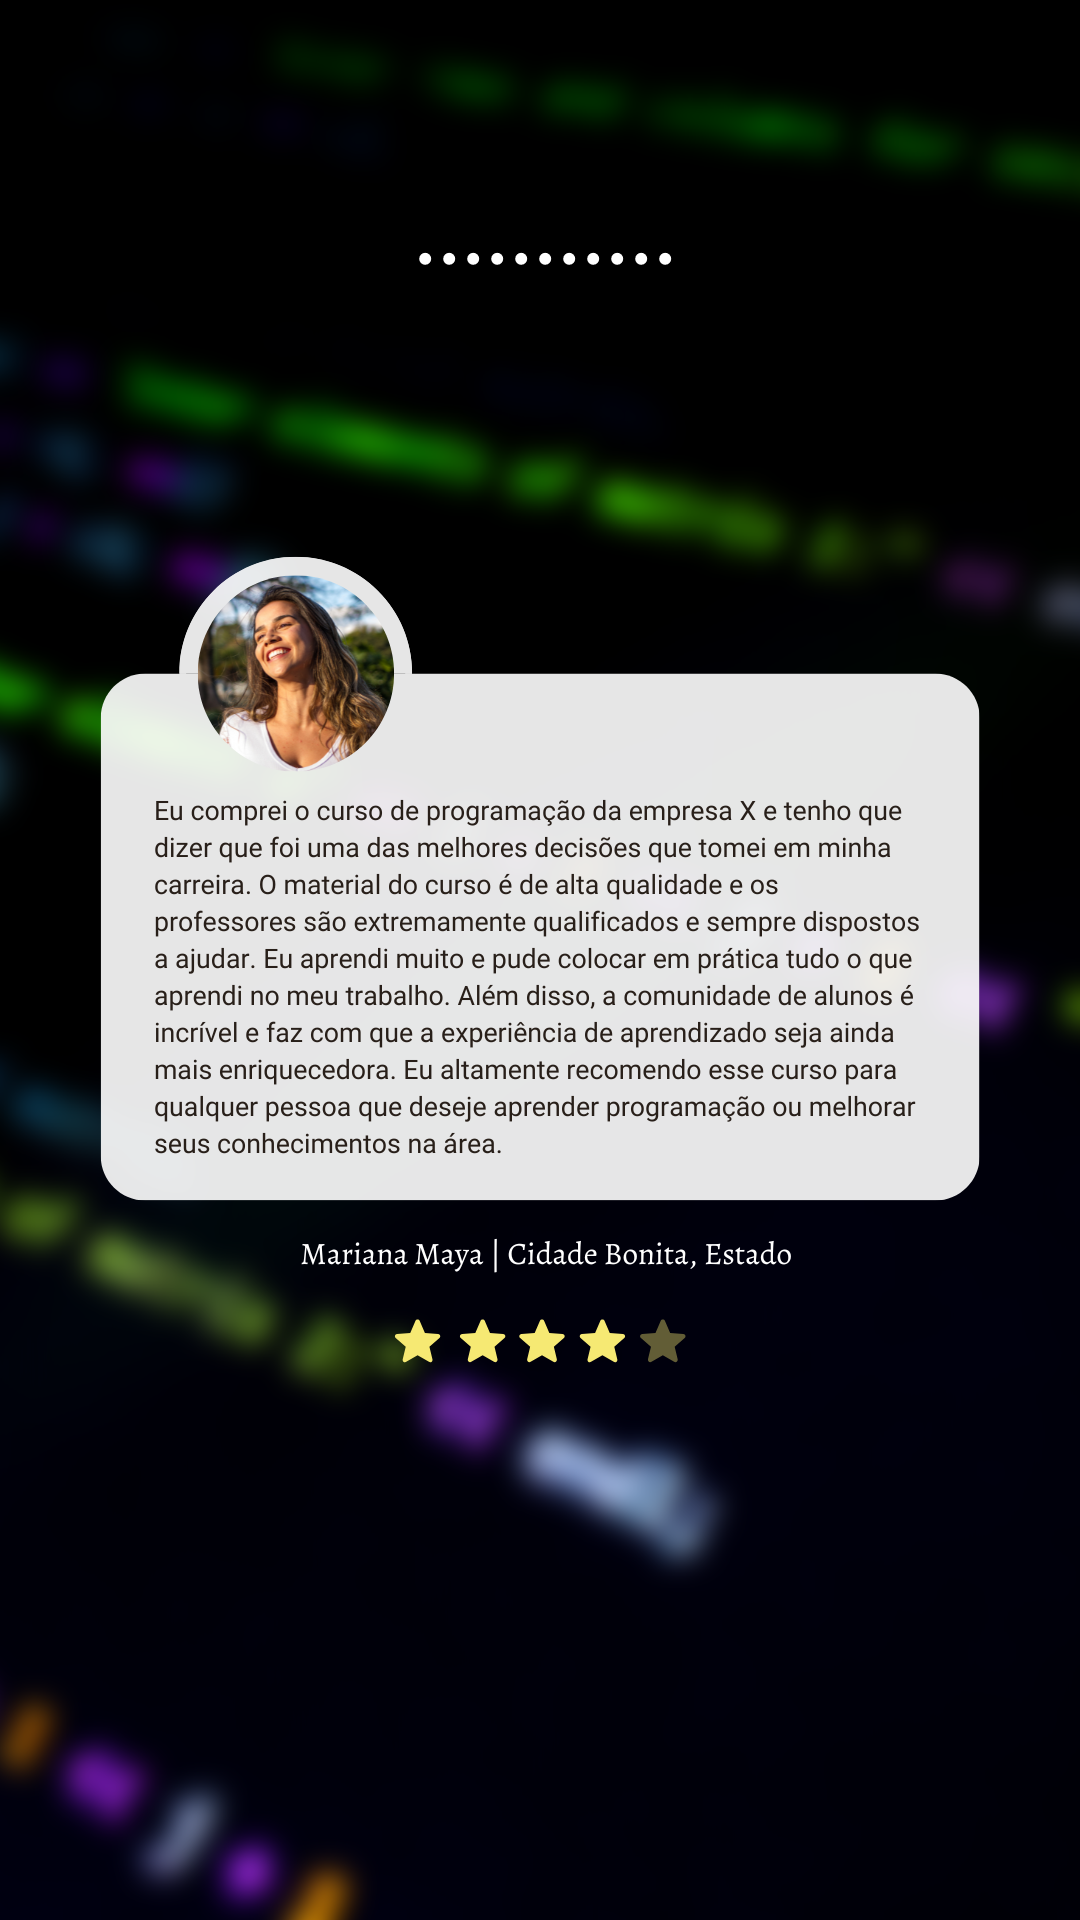 Eu comprei o curso de programação da empresa X e tenho que
dizer que foi uma das melhores decisões que tomei em minha
carreira. O material do curso é de alta qualidade e os
professores são extremamente qualificados e sempre dispostos
a ajudar. Eu aprendi muito e pude colocar em prática tudo o que
aprendi no meu trabalho. Além disso, a comunidade de alunos é
incrível e faz com que a experiência de aprendizado seja ainda
mais enriquecedora. Eu altamente recomendo esse curso para
qualquer pessoa que deseje aprender programação ou melhorar
seus conhecimentos na área.
Mariana Maya | Cidade Bonita, Estado